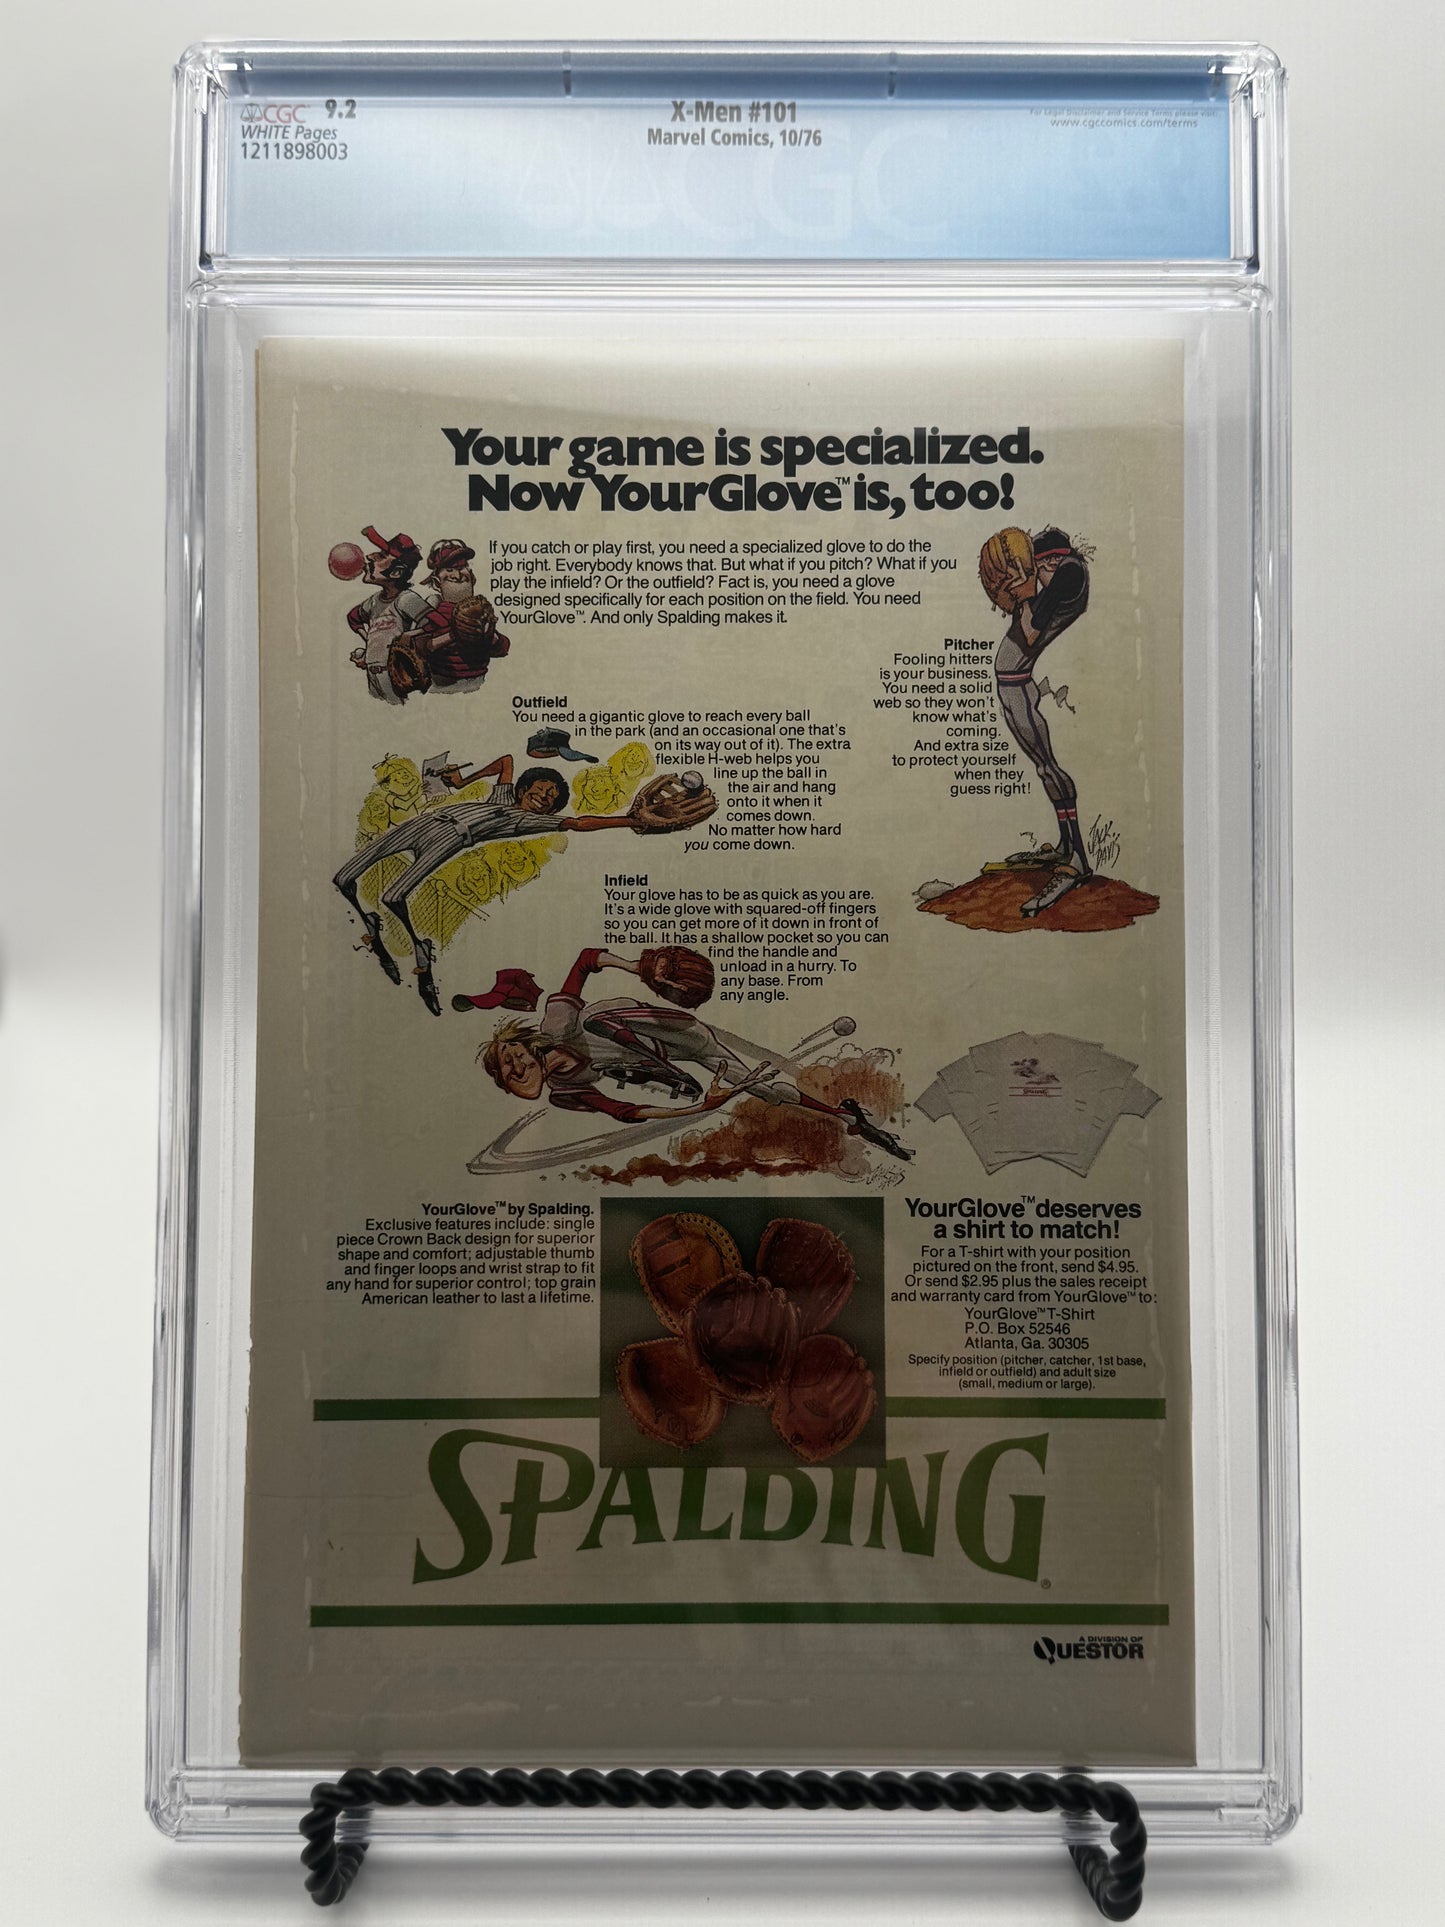 CGC 9.2
WHITE Pages
1211898003
X-Men #101
Marvel Comics, 10/76
For Legal Disclaimer and Service Terms please visit:
www.cgccomics.com/terms
CGC
Your game is specialized.
Now YourGlove™ is, too!
If you catch or play first, you need a specialized glove to do the
job right. Everybody knows that. But what if you pitch? What if you
play the infield? Or the outfield? Fact is, you need a glove
designed specifically for each position on the field. You need
YourGlove™. And only Spalding makes it.
Pitcher
Fooling hitters
is your business.
You need a solid
web so they won't
know what's
coming.
And extra size
to protect yourself
when they
guess right!
JACK DAVIS
Outfield
You need a gigantic glove to reach every ball
in the park (and an occasional one that's
on its way out of it). The extra
flexible H-web helps you
line up the ball in
the air and hang
onto it when it
comes down.
No matter how hard
you come down.
Infield
Your glove has to be as quick as you are.
It's a wide glove with squared-off fingers
so you can get more of it down in front of
the ball. It has a shallow pocket so you can
find the handle and
unload in a hurry. To
any base. From
any angle.
SPALDING
YourGlove™ by Spalding.
Exclusive features include: single
piece Crown Back design for superior
shape and comfort; adjustable thumb
and finger loops and wrist strap to fit
any hand for superior control; top grain
American leather to last a lifetime.
YourGlove™ deserves
a shirt to match!
For a T-shirt with your position
pictured on the front, send $4.95.
Or send $2.95 plus the sales receipt
and warranty card from YourGlove™ to:
YourGlove™ T-Shirt
P.O. Box 52546
Atlanta, Ga. 30305
Specify position (pitcher, catcher, 1st base,
infield or outfield) and adult size
(small, medium or large).
SPALDING®
A DIVISION OF
QUESTOR